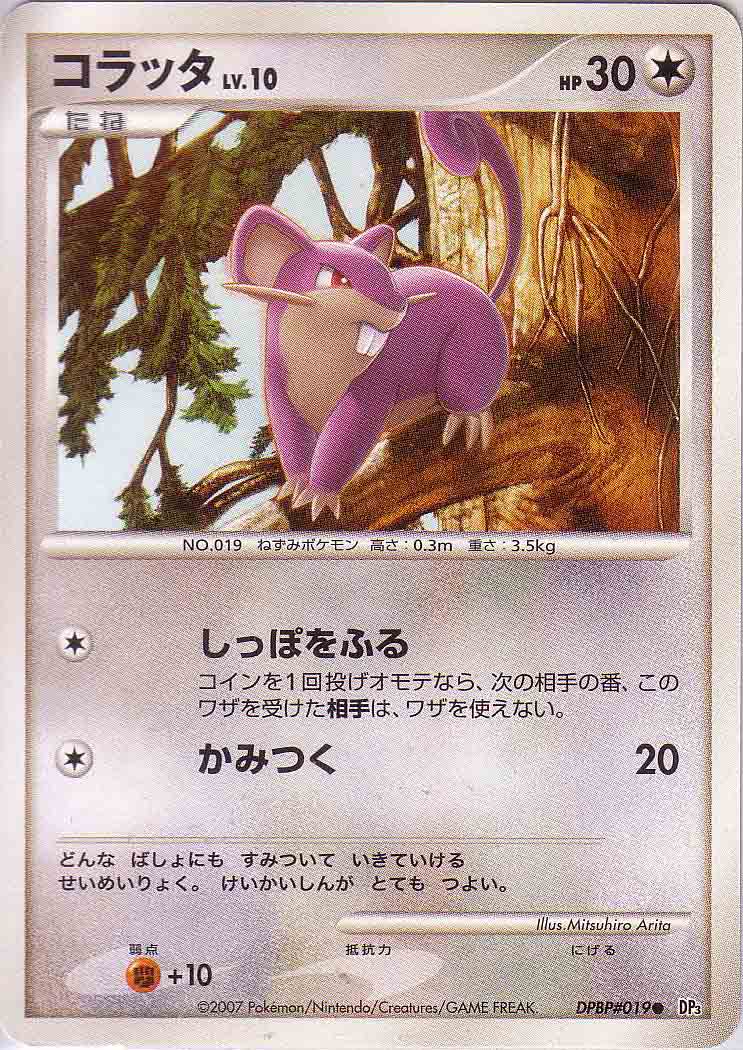 コラッタ LV.10 HP 30
たね
NO.019 ねずみポケモン 高さ：0.3m 重さ：3.5kg
しっぽをふる
コインを1回投げオモテなら、次の相手の番、この
ワザを受けた相手は、ワザを使えない。
かみつく 20
どんな ばしょにも すみついて いきていける
せいめいりょく。 けいかいしんが とても つよい。
Illus.Mitsuhiro Arita
弱点 抵抗力 にげる
闘+10
©2007 Pokémon/Nintendo/Creatures/GAME FREAK. DPBP#019● DP3